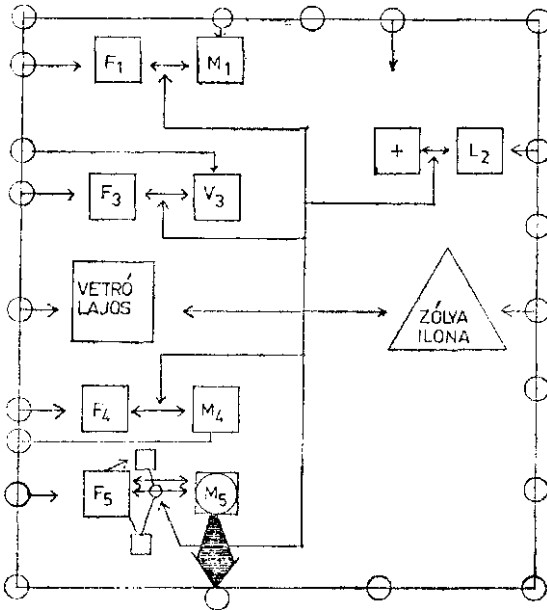 F1 M1
+ L2
F3 V3
VETRÓ
LAJOS
ZÓLYA
ILONA
F4 M4
F5 M5